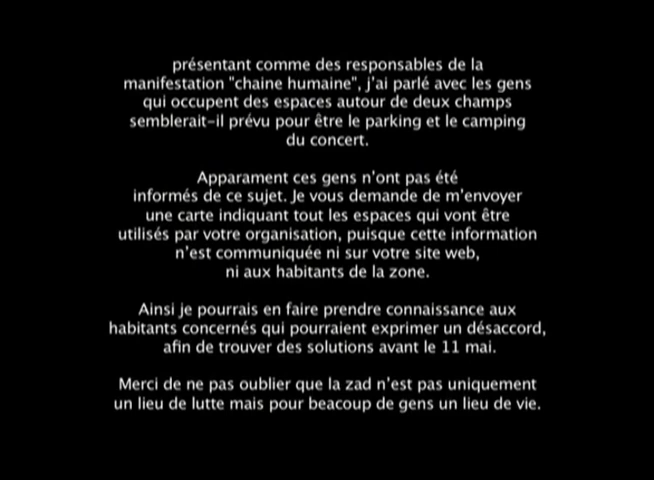 présentant comme des responsables de la
manifestation "chaine humaine", j'ai parlé avec les gens
qui occupent des espaces autour de deux champs
semblerait-il prévu pour être le parking et le camping
du concert.
Apparament ces gens n'ont pas été
informés de ce sujet. Je vous demande de m'envoyer
une carte indiquant tout les espaces qui vont être
utilisés par votre organisation, puisque cette information
n'est communiquée ni sur votre site web,
ni aux habitants de la zone.
Ainsi je pourrais en faire prendre connaissance aux
habitants concernés qui pourraient exprimer un désaccord,
afin de trouver des solutions avant le 11 mai.
Merci de ne pas oublier que la zad n'est pas uniquement
un lieu de lutte mais pour beacoup de gens un lieu de vie.